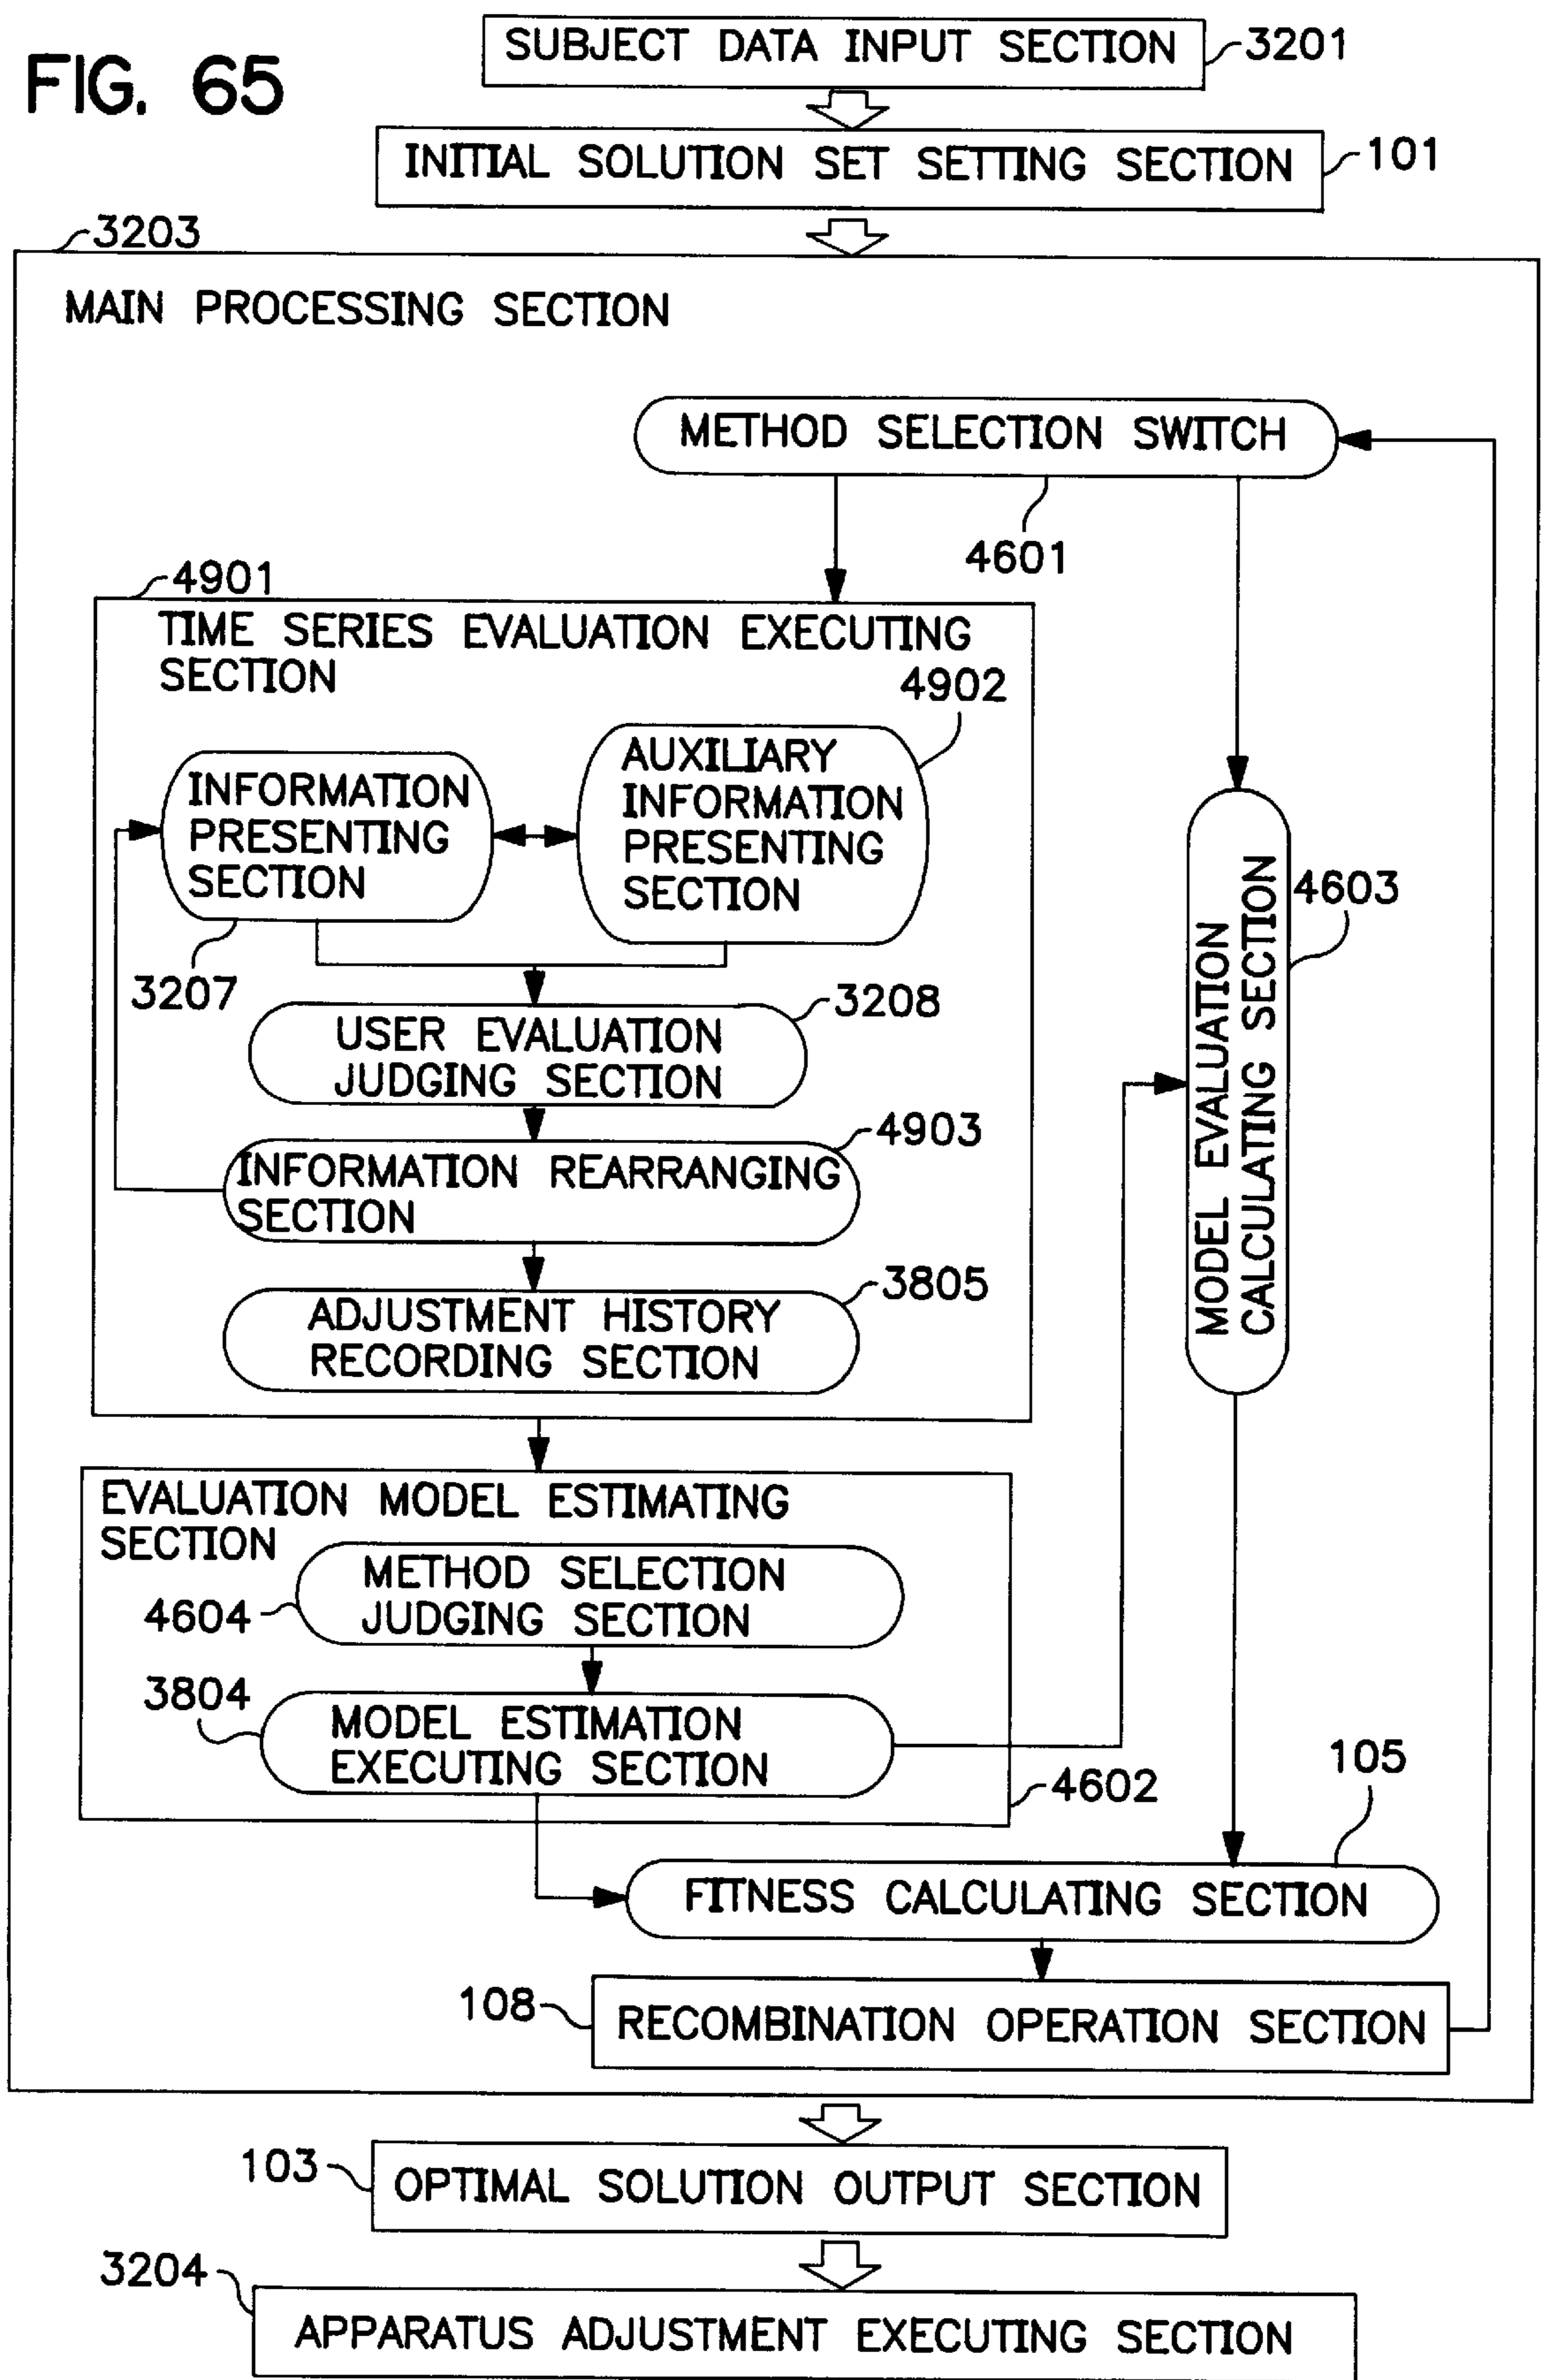 FIG. 65
SUBJECT DATA INPUT SECTION
3201
INITIAL SOLUTION SET SETTING SECTION
101
3203
MAIN PROCESSING SECTION
METHOD SELECTION SWITCH
4601
4901
TIME SERIES EVALUATION EXECUTING
SECTION
4902
INFORMATION
PRESENTING
SECTION
3207
AUXILIARY
INFORMATION
PRESENTING
SECTION
MODEL EVALUATION
CALCULATING SECTION
4603
USER EVALUATION
JUDGING SECTION
3208
INFORMATION REARRANGING
SECTION
4903
ADJUSTMENT HISTORY
RECORDING SECTION
3805
EVALUATION MODEL ESTIMATING
SECTION
METHOD SELECTION
JUDGING SECTION
4604
3804
MODEL ESTIMATION
EXECUTING SECTION
4602
105
FITNESS CALCULATING SECTION
108
RECOMBINATION OPERATION SECTION
103
OPTIMAL SOLUTION OUTPUT SECTION
3204
APPARATUS ADJUSTMENT EXECUTING SECTION